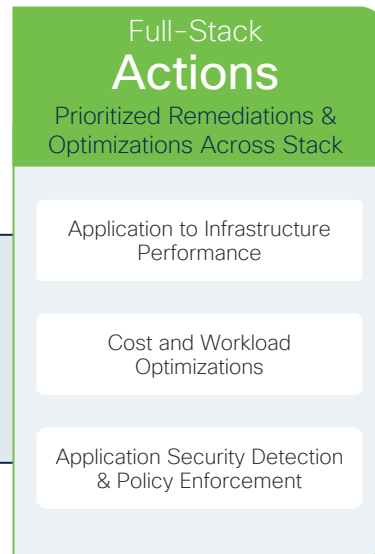 Full-Stack
Actions
Prioritized Remediations &
Optimizations Across Stack
Application to Infrastructure
Performance
Cost and Workload
Optimizations
Application Security Detection
& Policy Enforcement